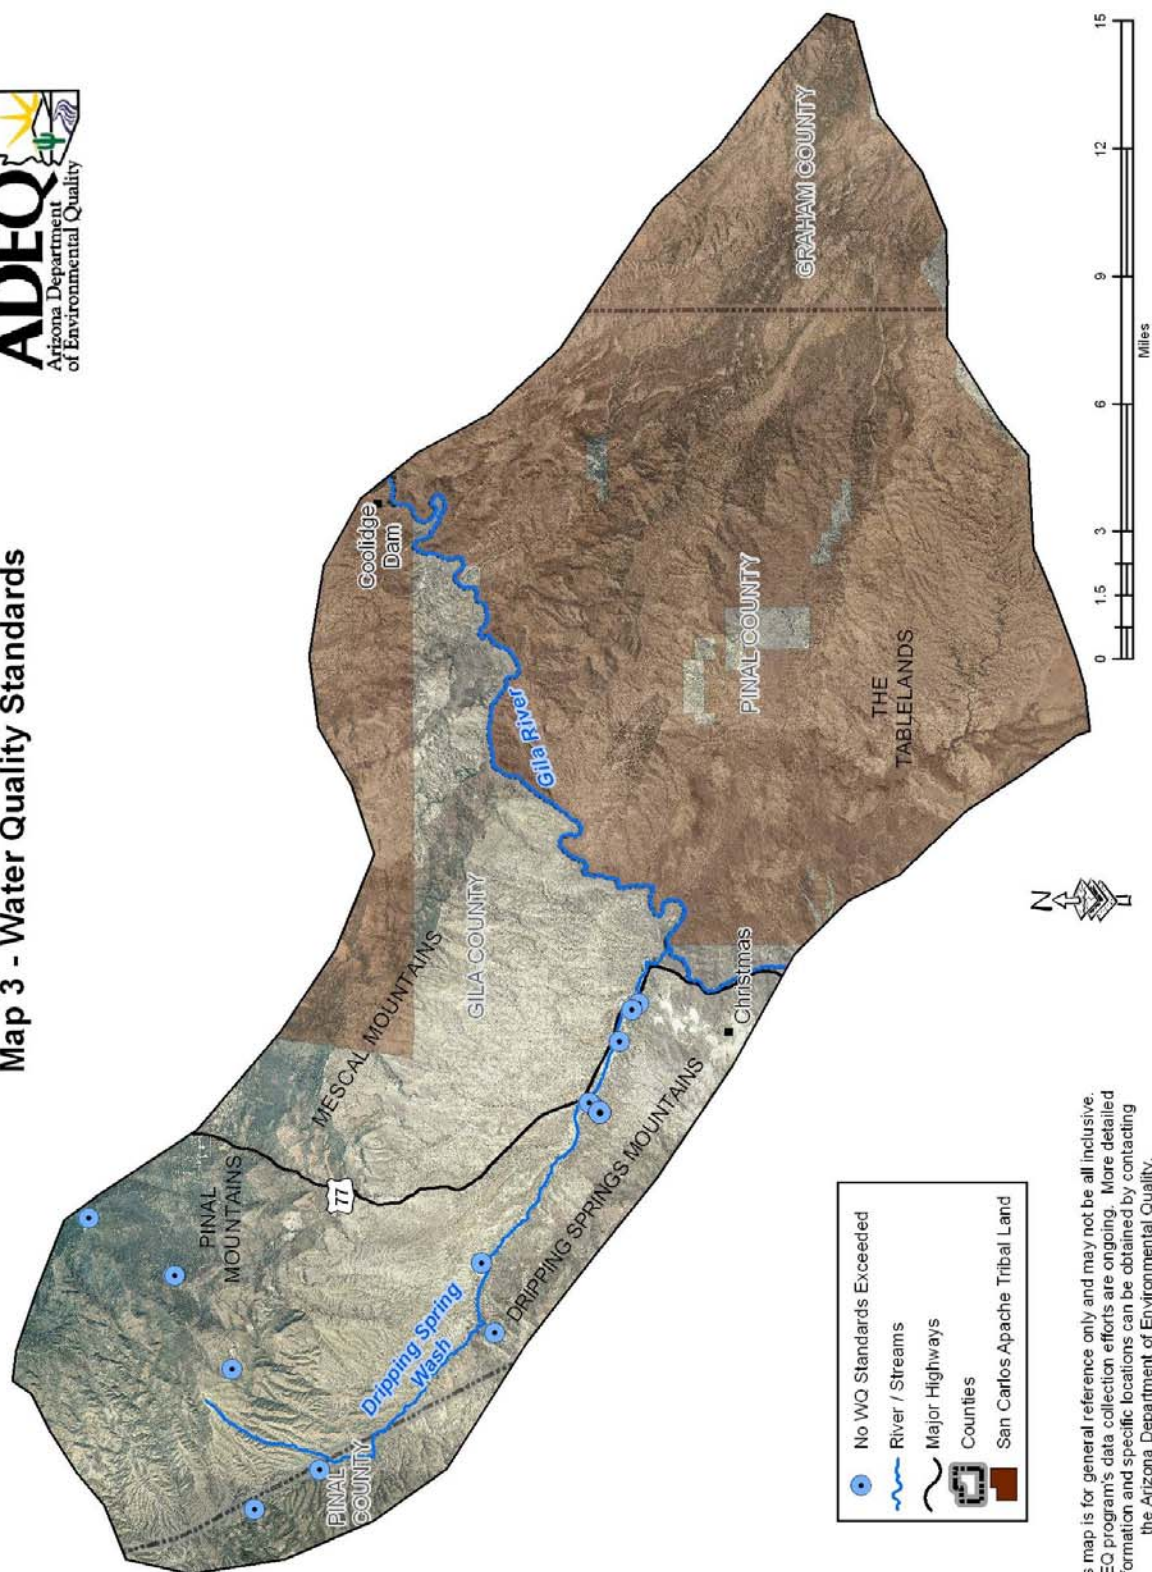 Map 3 - Water Quality Standards
ADEQ
Arizona Department
of Environmental Quality
PINAL
MOUNTAINS
77
MESCAL MOUNTAINS
GILA COUNTY
Coolidge
Dam
Gila River
GRAHAM COUNTY
PINAL COUNTY
THE
TABLELANDS
PINAL
COUNTY
Dripping Spring
Wash
DRIPPING SPRINGS MOUNTAINS
Christmas
No WQ Standards Exceeded
River / Streams
Major Highways
Counties
San Carlos Apache Tribal Land
N
0 1.5 3 6 9 12 15
Miles
map is for general reference only and may not be all inclusive.
EQ program's data collection efforts are ongoing. More detailed
formation and specific locations can be obtained by contacting
the Arizona Department of Environmental Quality.